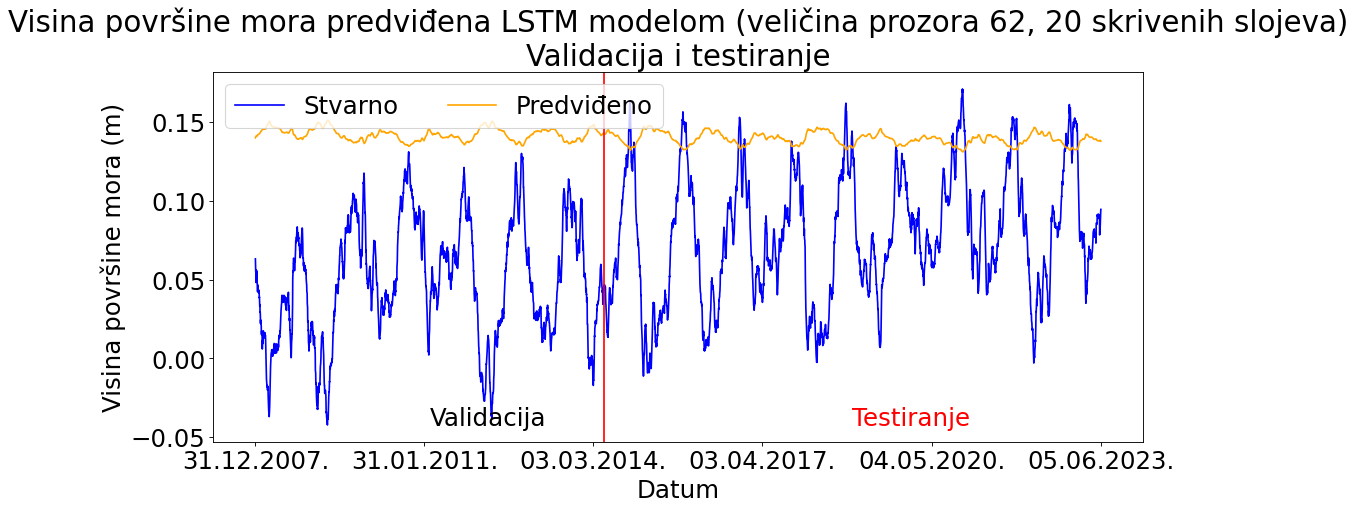 Visina površine mora predviđena LSTM modelom (veličina prozora 62, 20 skrivenih slojeva)
Validacija i testiranje
Stvarno Predviđeno
Visina površine mora (m)
0.15
0.10
0.05
0.00
−0.05
Validacija
Testiranje
31.12.2007. 31.01.2011. 03.03.2014. 03.04.2017. 04.05.2020. 05.06.2023.
Datum